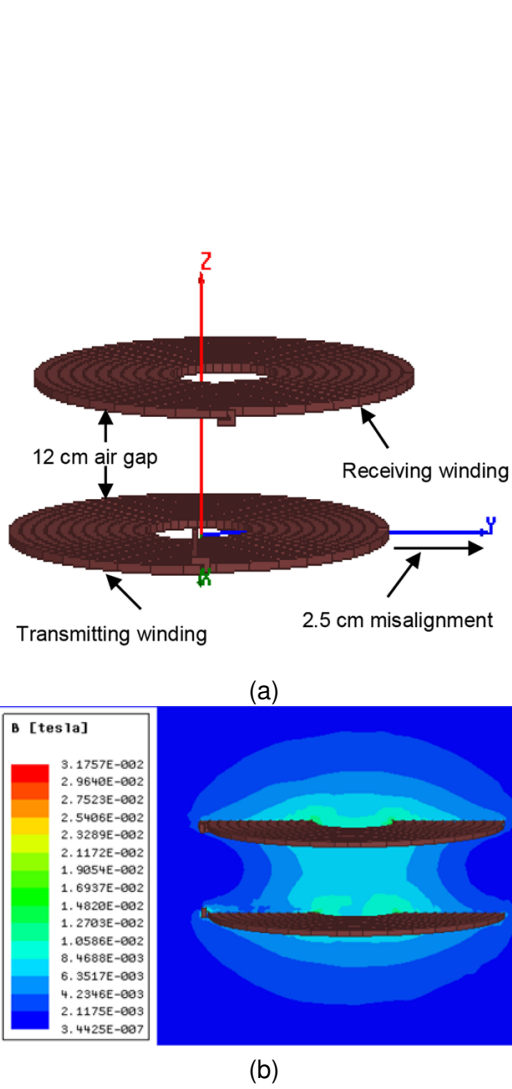 Z
12 cm air gap
Receiving winding
Y
X
2.5 cm misalignment
Transmitting winding
(a)
B [tesla]
3.1757E-002
2.9640E-002
2.7523E-002
2.5406E-002
2.3289E-002
2.1172E-002
1.9054E-002
1.6937E-002
1.4820E-002
1.2703E-002
1.0586E-002
8.4688E-003
6.3517E-003
4.2346E-003
2.1175E-003
3.4425E-007
(b)